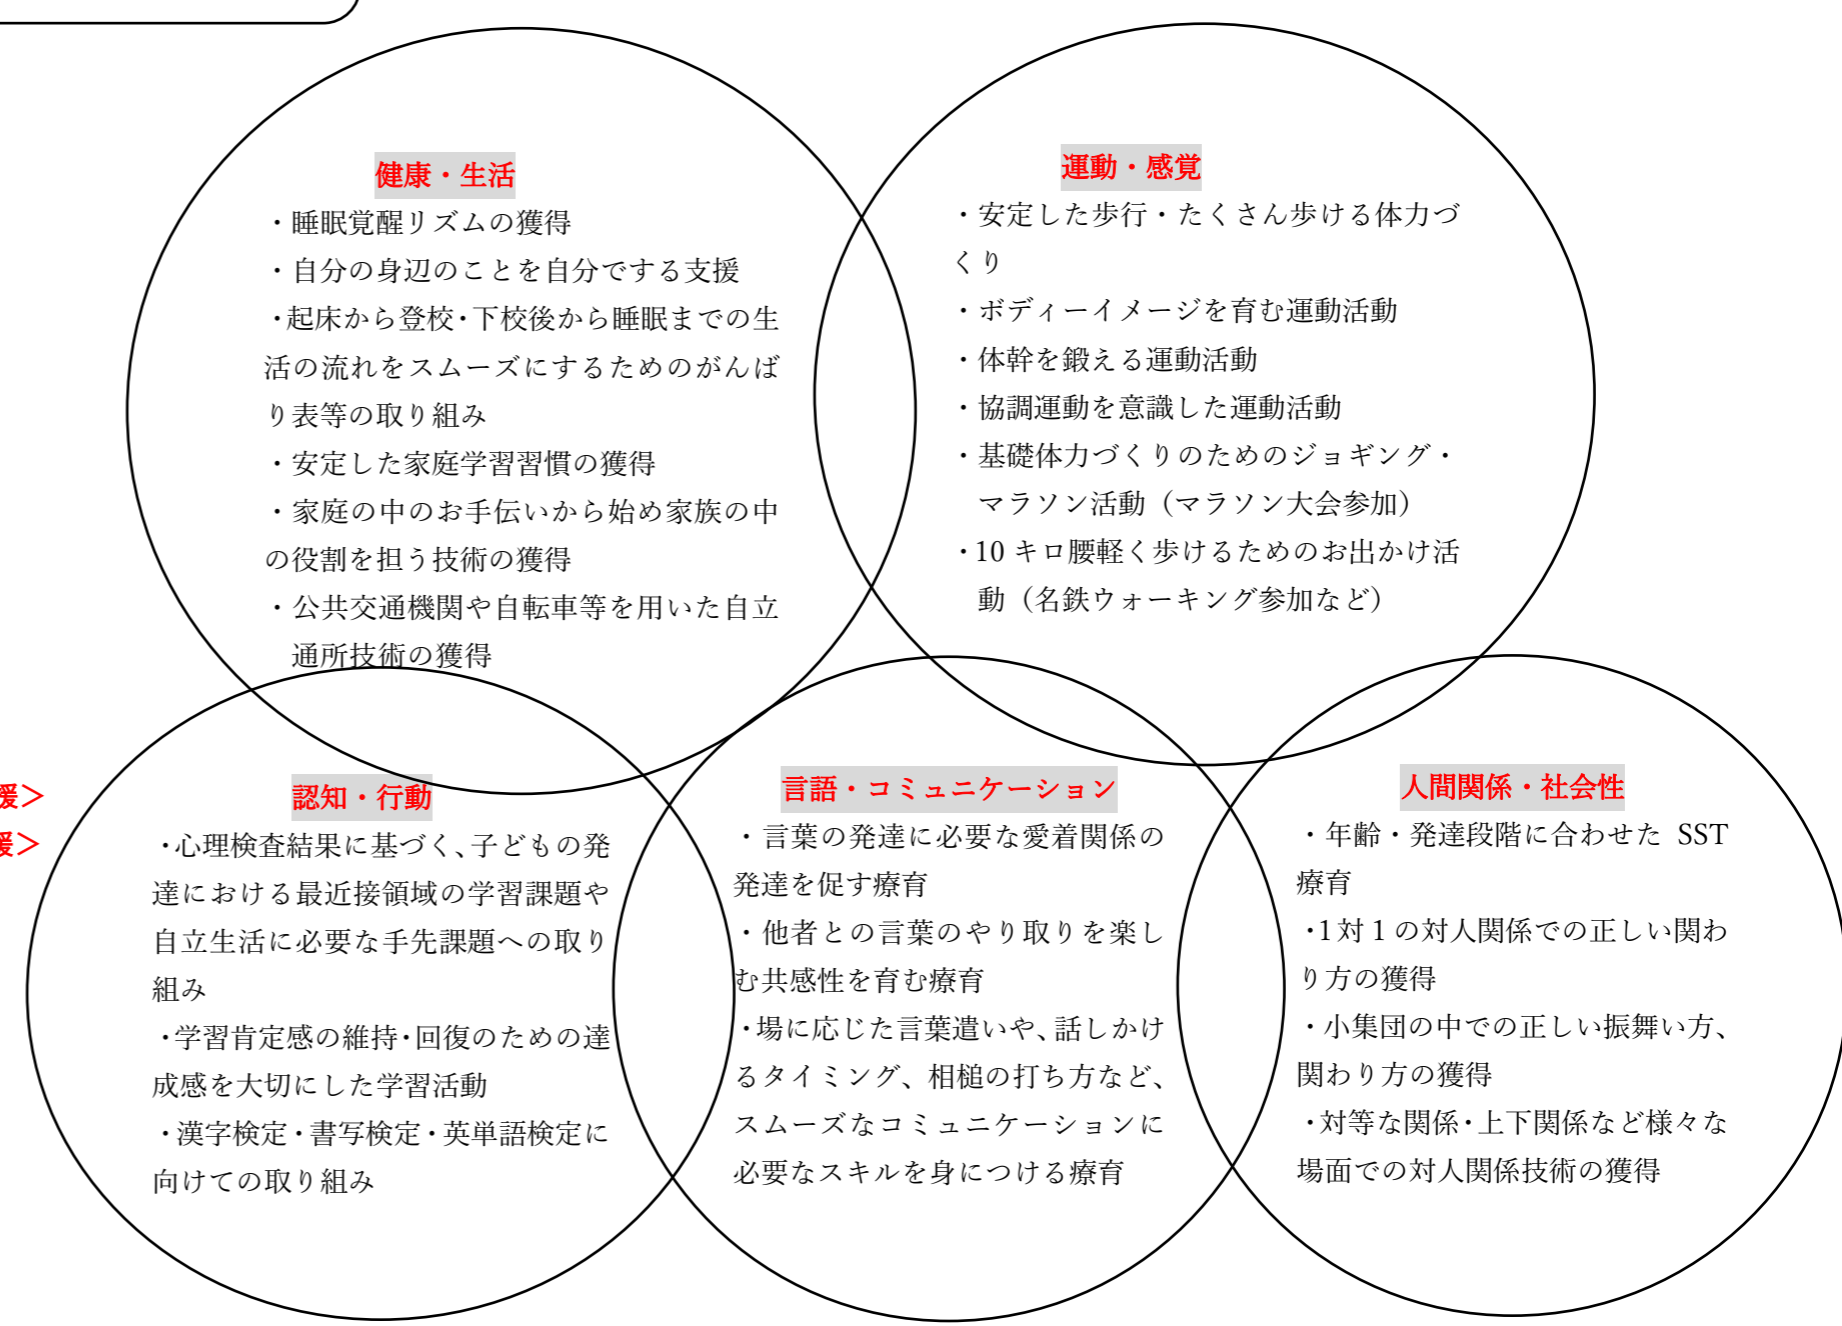 健康・生活
・睡眠覚醒リズムの獲得
・自分の身辺のことを自分でする支援
・起床から登校・下校後から睡眠までの生
活の流れをスムーズにするためのがんば
り表等の取り組み
・安定した家庭学習習慣の獲得
・家庭の中のお手伝いから始め家族の中
の役割を担う技術の獲得
・公共交通機関や自転車等を用いた自立
通所技術の獲得
運動・感覚
・安定した歩行・たくさん歩ける体力づ
くり
・ボディーイメージを育む運動活動
・体幹を鍛える運動活動
・協調運動を意識した運動活動
・基礎体力づくりのためのジョギング・
マラソン活動（マラソン大会参加）
・10 キロ腰軽く歩けるためのお出かけ活
動（名鉄ウォーキング参加など）
援＞
援＞
認知・行動
・心理検査結果に基づく、子どもの発
達における最近接領域の学習課題や
自立生活に必要な手先課題への取り
組み
・学習肯定感の維持・回復のための達
成感を大切にした学習活動
・漢字検定・書写検定・英単語検定に
向けての取り組み
言語・コミュニケーション
・言葉の発達に必要な愛着関係の
発達を促す療育
・他者との言葉のやり取りを楽し
む共感性を育む療育
・場に応じた言葉遣いや、話しかけ
るタイミング、相槌の打ち方など、
スムーズなコミュニケーションに
必要なスキルを身につける療育
人間関係・社会性
・年齢・発達段階に合わせた SST
療育
・1 対 1 の対人関係での正しい関わ
り方の獲得
・小集団の中での正しい振舞い方、
関わり方の獲得
・対等な関係・上下関係など様々な
場面での対人関係技術の獲得